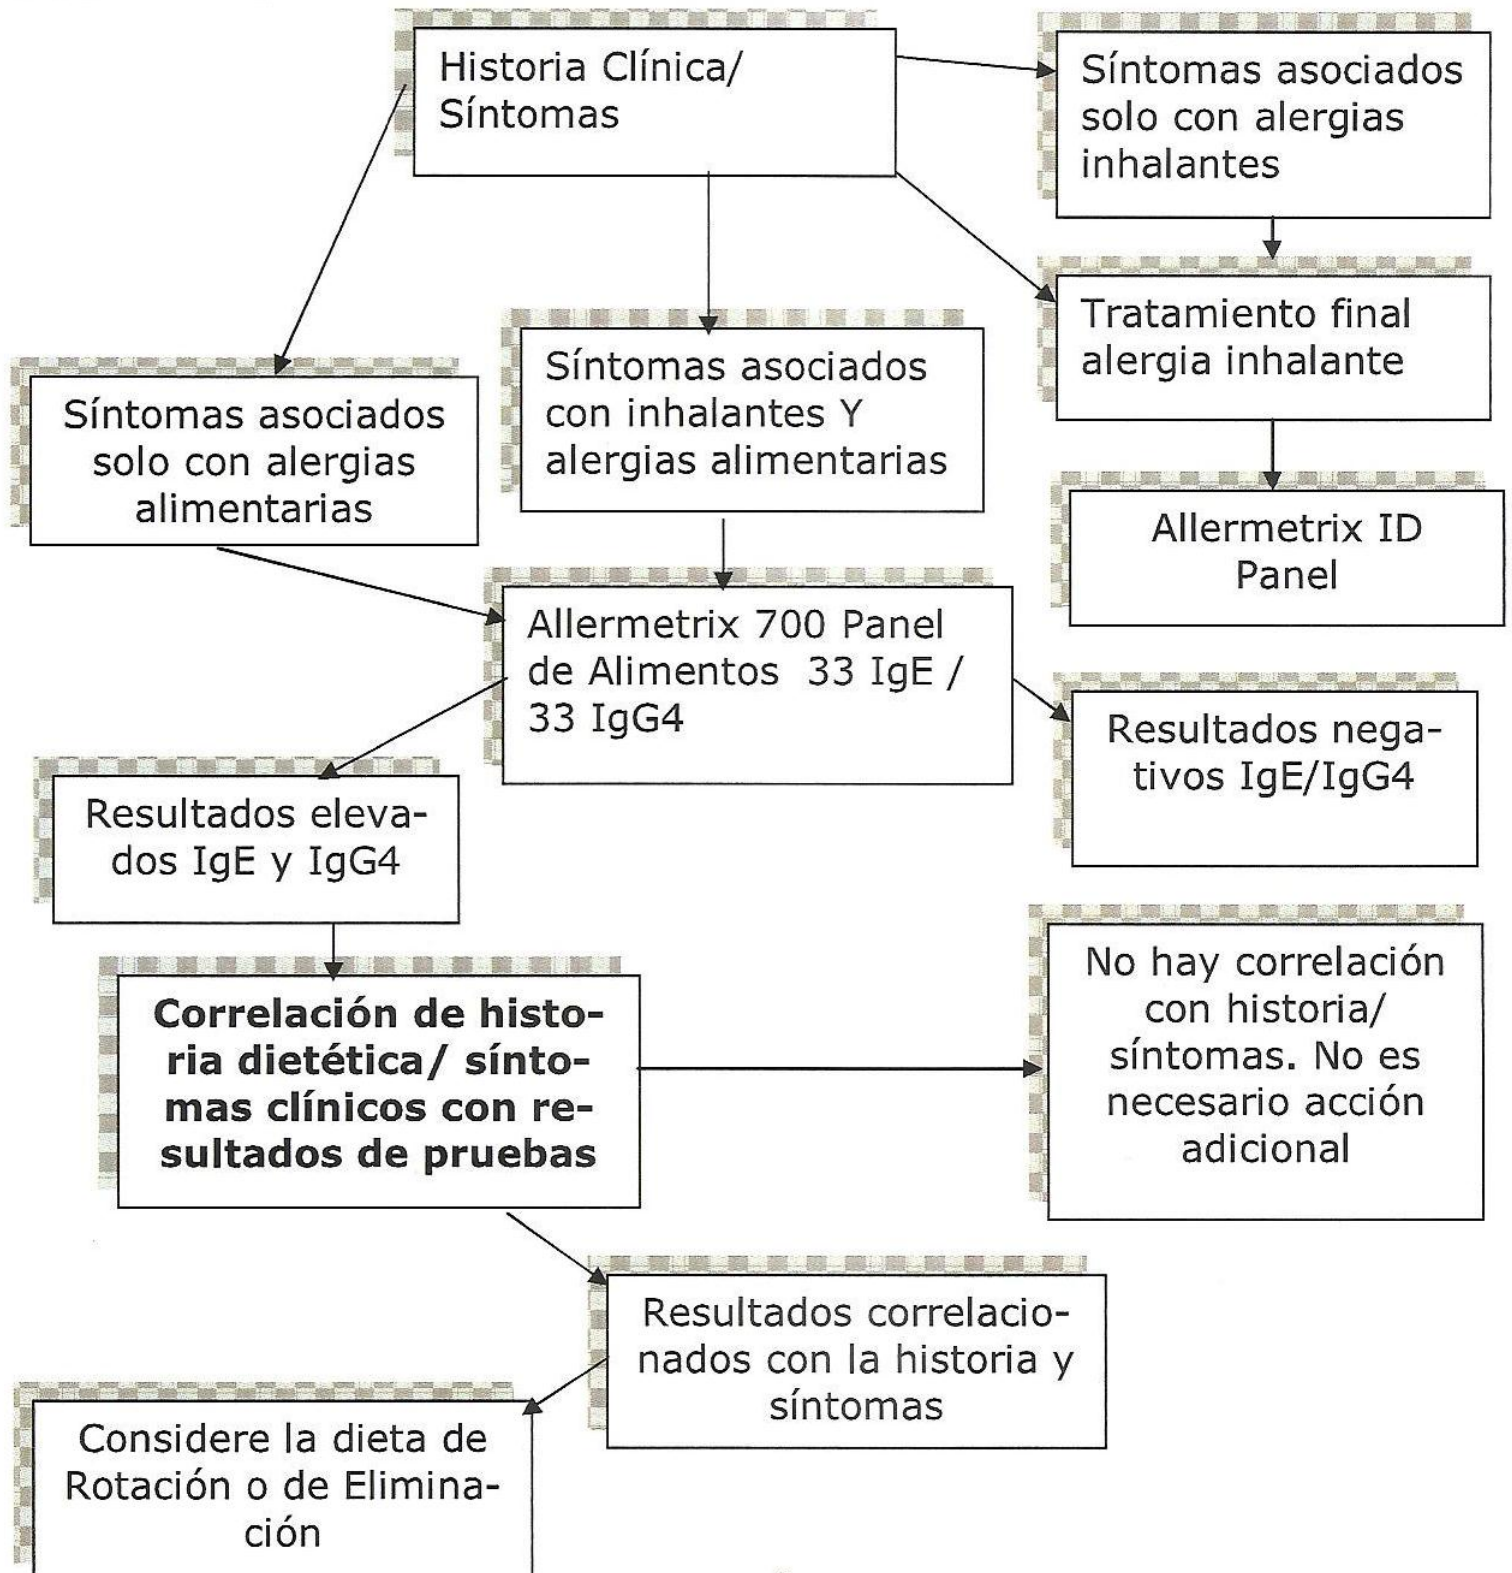 Historia Clínica/
Síntomas
Síntomas asociados
solo con alergias
inhalantes
Tratamiento final
alergia inhalante
Síntomas asociados
con inhalantes Y
alergias alimentarias
Síntomas asociados
solo con alergias
alimentarias
Allermetrix ID
Panel
Allermetrix 700 Panel
de Alimentos 33 IgE /
33 IgG4
Resultados nega-
tivos IgE/IgG4
Resultados eleva-
dos IgE y IgG4
No hay correlación
con historia/
síntomas. No es
necesario acción
adicional
Correlación de histo-
ria dietética/ sínto-
mas clínicos con re-
sultados de pruebas
Resultados correlacio-
nados con la historia y
síntomas
Considere la dieta de
Rotación o de Elimina-
ción